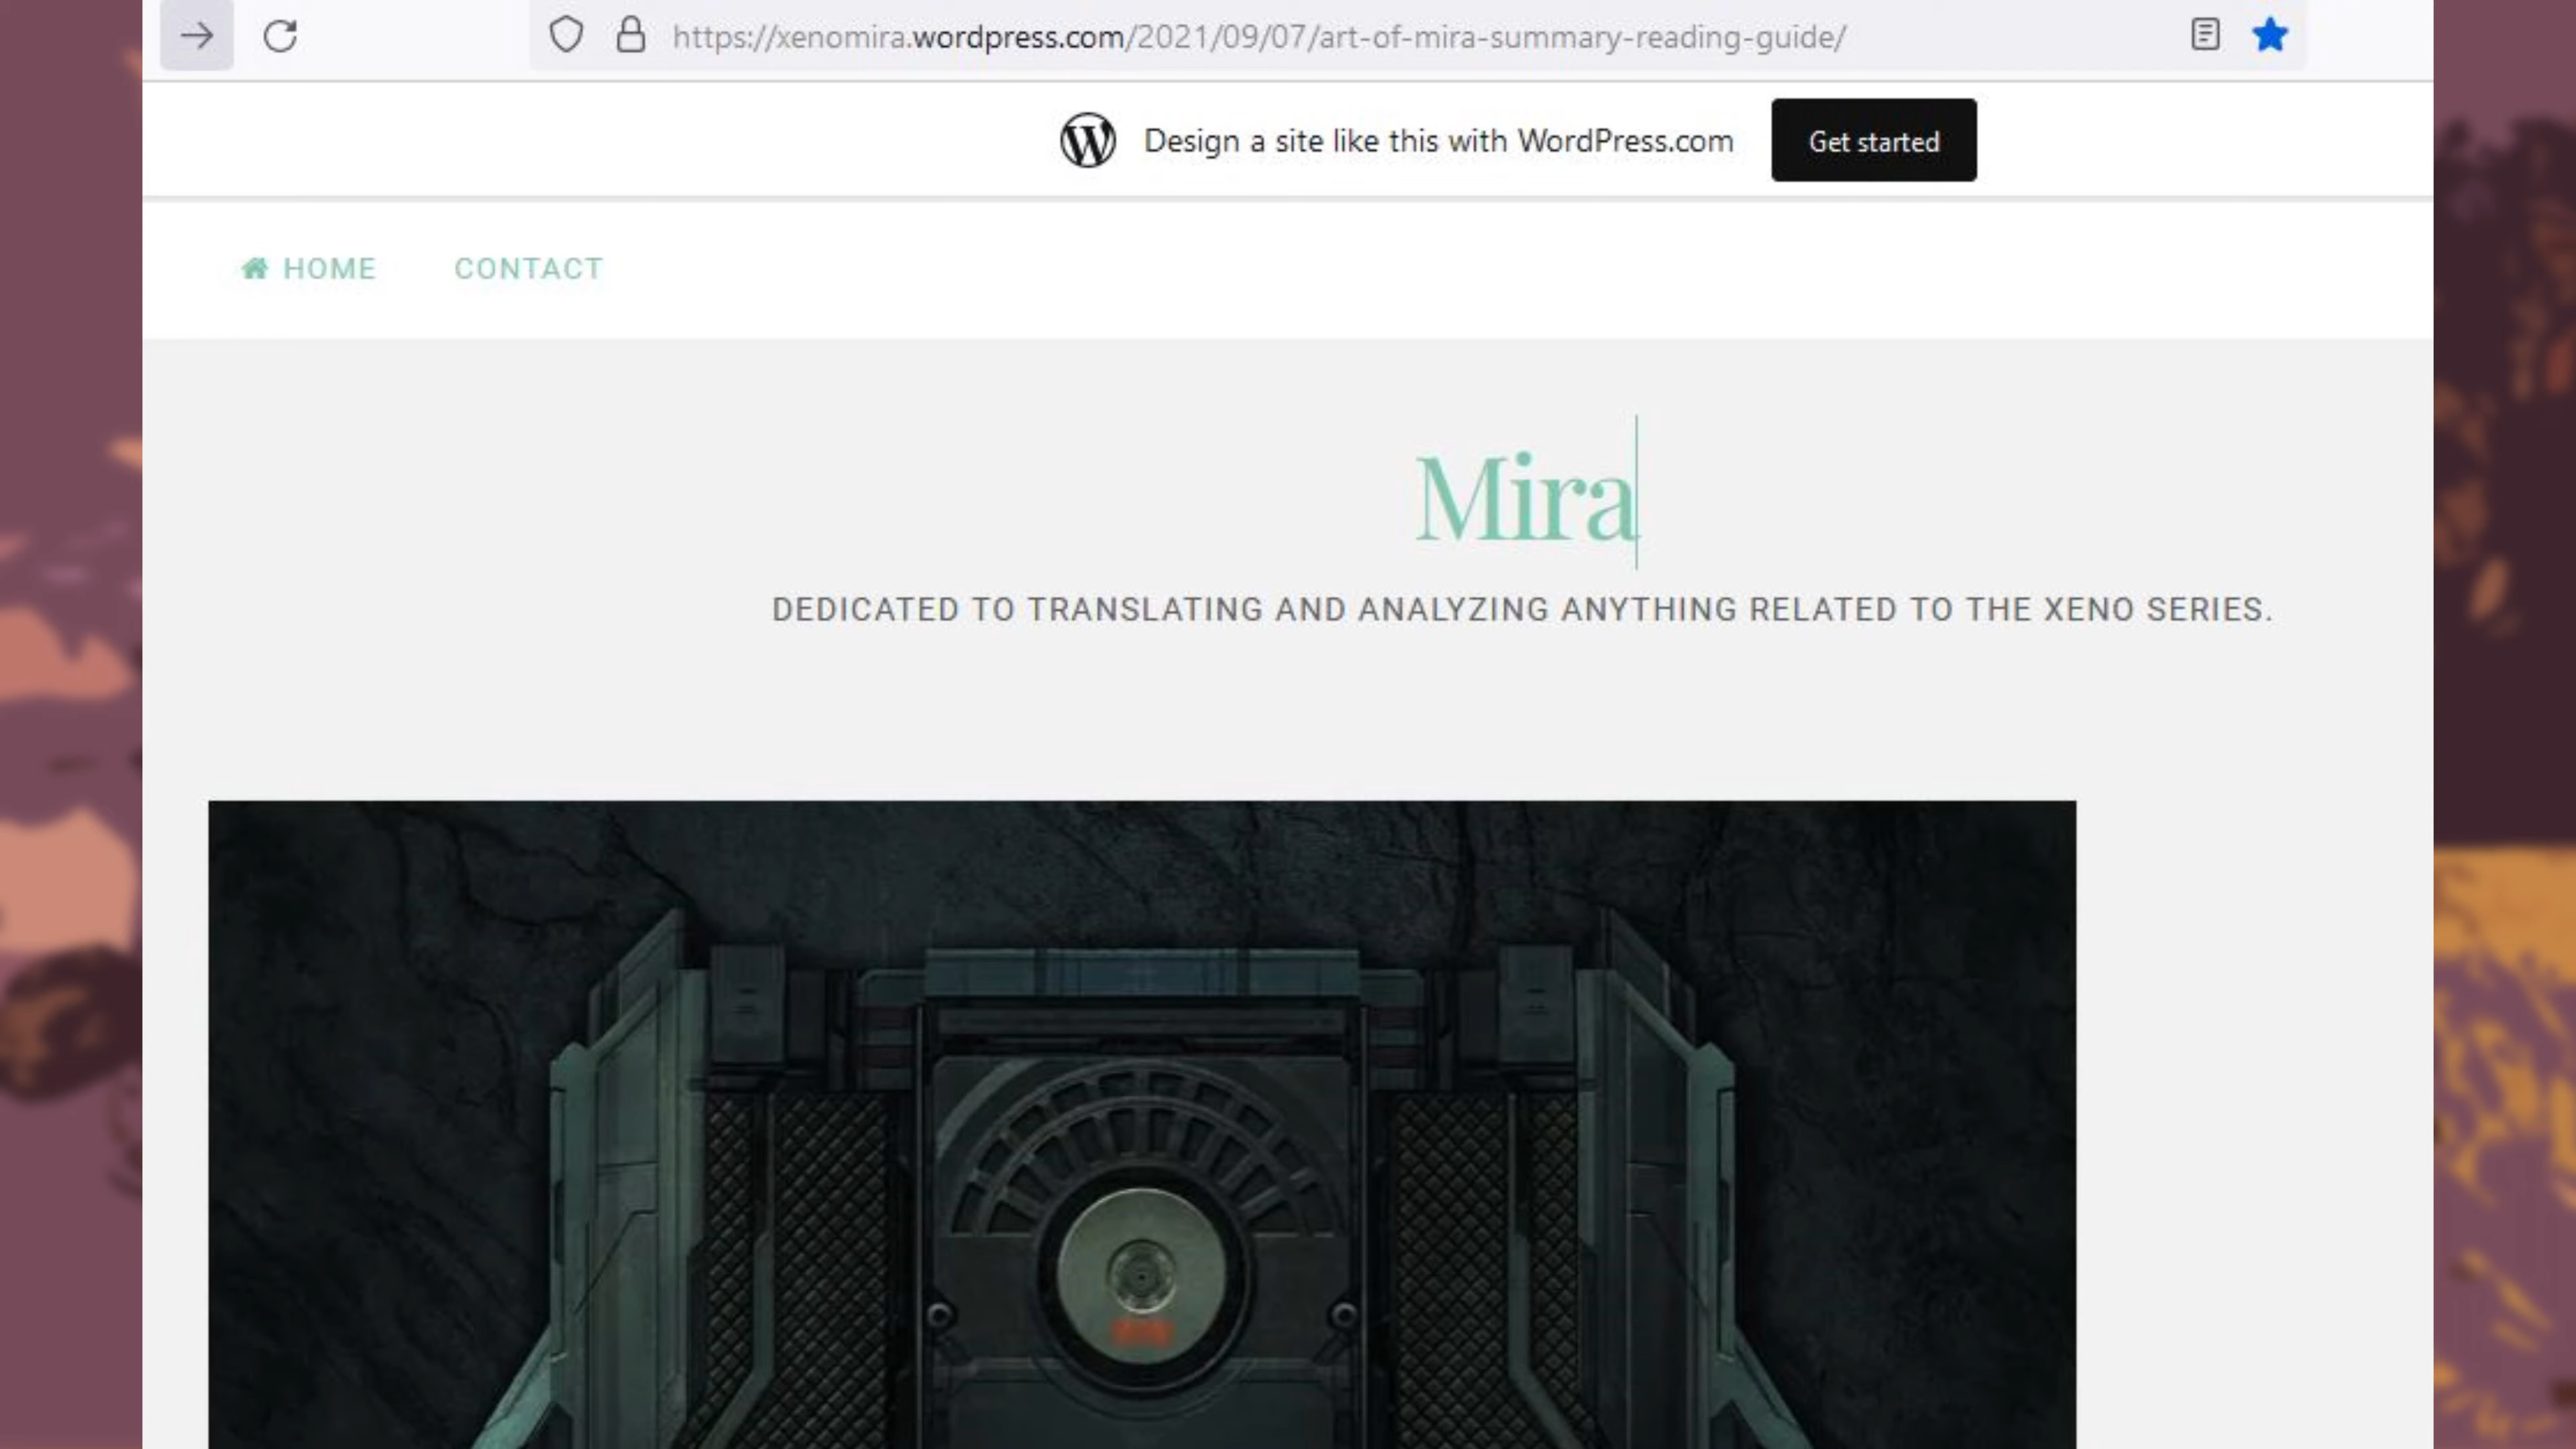 https://xenomira.wordpress.com/2021/09/07/art-of-mira-summary-reading-guide/
Design a site like this with WordPress.com
Get started
HOME
CONTACT
Mira
DEDICATED TO TRANSLATING AND ANALYZING ANYTHING RELATED TO THE XENO SERIES.